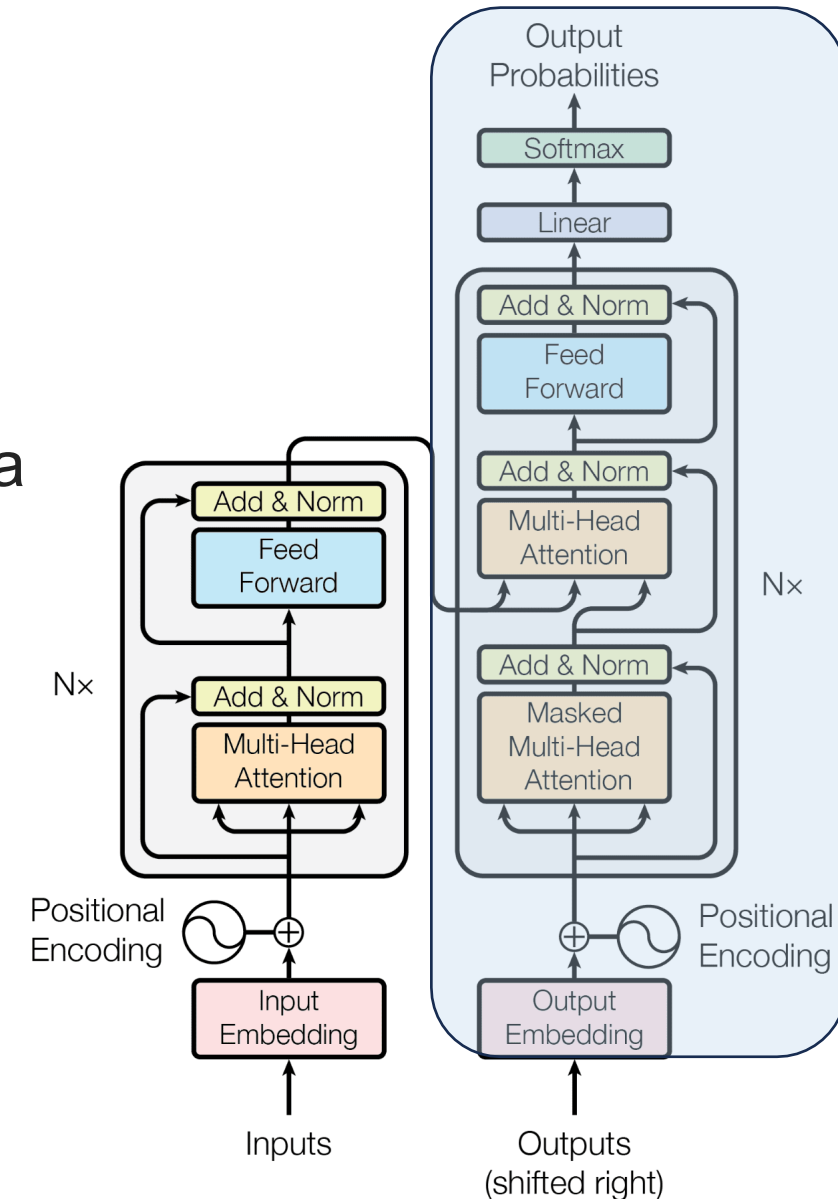 Output
Probabilities
Softmax
Linear
Add & Norm
Feed
Forward
Add & Norm
Multi-Head
Attention
Nx
Add & Norm
Masked
Multi-Head
Attention
Positional
Encoding
Output
Embedding
Outputs
(shifted right)
a
Add & Norm
Feed
Forward
Nx
Add & Norm
Multi-Head
Attention
Positional
Encoding
Input
Embedding
Inputs